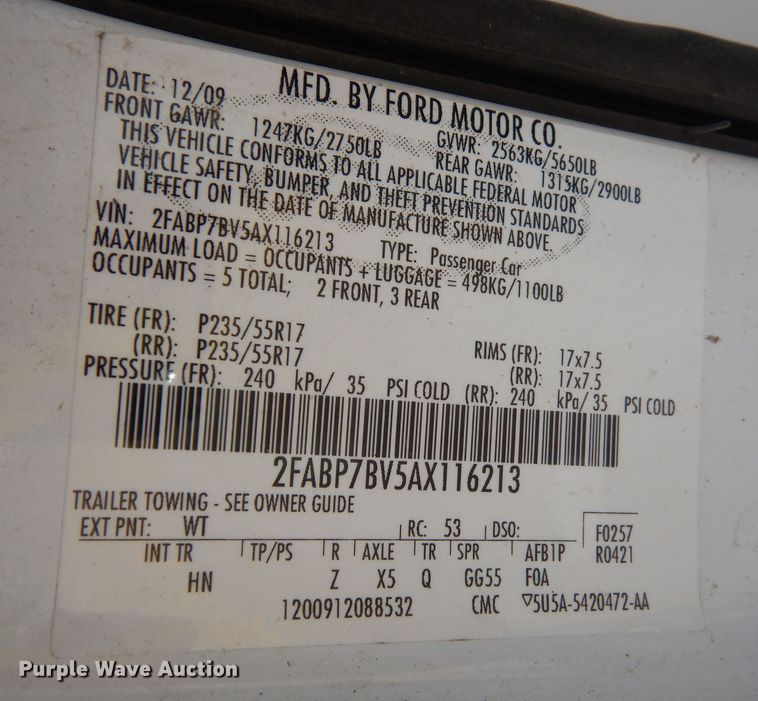 MFD. BY FORD MOTOR CO.
DATE: 12/09 GVWR: 2563KG/5650LB
FRONT GAWR: 1247KG/2750LB REAR GAWR: 1315KG/2900LB
THIS VEHICLE CONFORMS TO ALL APPLICABLE FEDERAL MOTOR
VEHICLE SAFETY, BUMPER, AND THEFT PREVENTION STANDARDS
IN EFFECT ON THE DATE OF MANUFACTURE SHOWN ABOVE.
VIN: 2FABP7BV5AX116213 TYPE: Passenger Car
MAXIMUM LOAD = OCCUPANTS + LUGGAGE = 498KG/1100LB
OCCUPANTS = 5 TOTAL; 2 FRONT, 3 REAR
TIRE (FR): P235/55R17 RIMS (FR): 17x7.5
(RR): P235/55R17 (RR): 17x7.5
PRESSURE (FR): 240 kPa/ 35 PSI COLD (RR): 240 kPa/ 35 PSI COLD
2FABP7BV5AX116213
TRAILER TOWING - SEE OWNER GUIDE
EXT PNT: WT RC: 53 DSO: F0257
INT TR TP/PS R AXLE TR SPR AFB1P R0421
HN Z X5 Q GG55 F0A
1200912088532 CMC ▽5U5A-5420472-AA
Purple Wave Auction